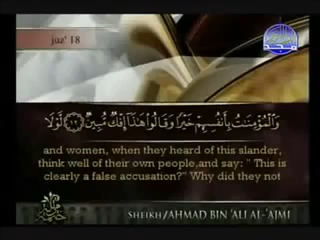 juz' 18
وَالْمُؤْمِنَٰتُ بِأَنفُسِهِمْ خَيْرًا وَقَالُوا۟ هَٰذَآ إِفْكٌ مُّبِينٌ ﴿١٢﴾ لَّوْلَا
and women, when they heard of this slander,
think well of their own people,and say: " This is
clearly a false accusation?" Why did they not
SHEIKH/AHMAD BIN 'ALI AL-'AJMI